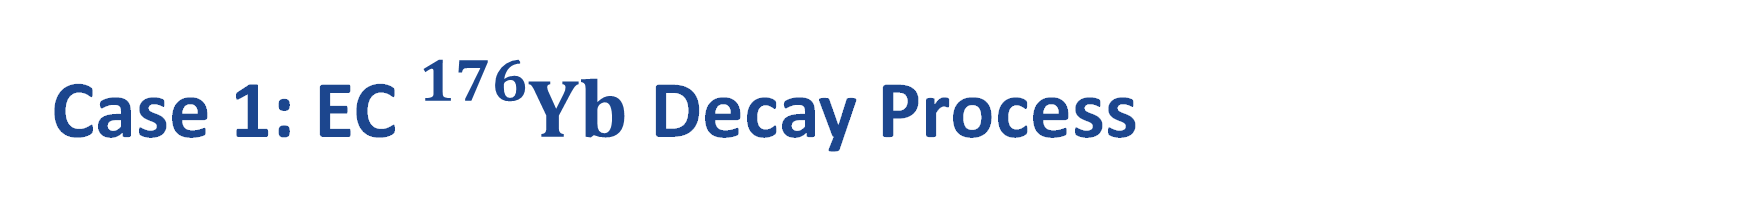 Case 1: EC ¹⁷⁶Yb Decay Process